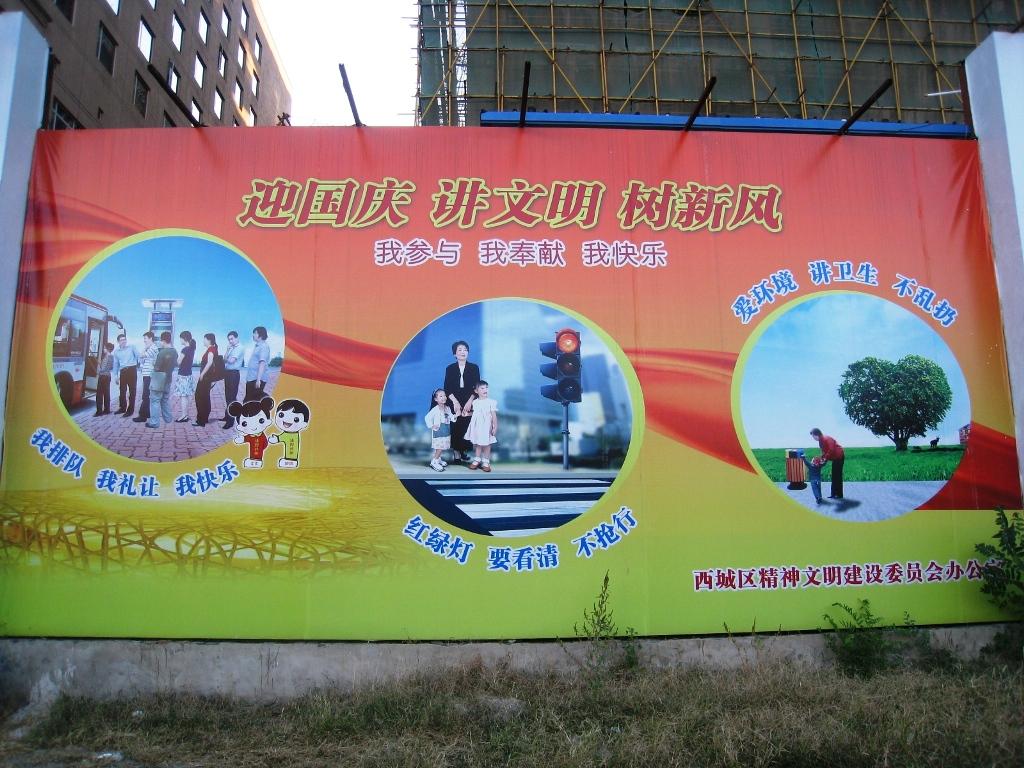 迎国庆 讲文明 树新风
我参与 我奉献 我快乐
爱环境 讲卫生 不乱扔
我排队 我礼让 我快乐
红绿灯 要看清 不抢行
西城区精神文明建设委员会办公